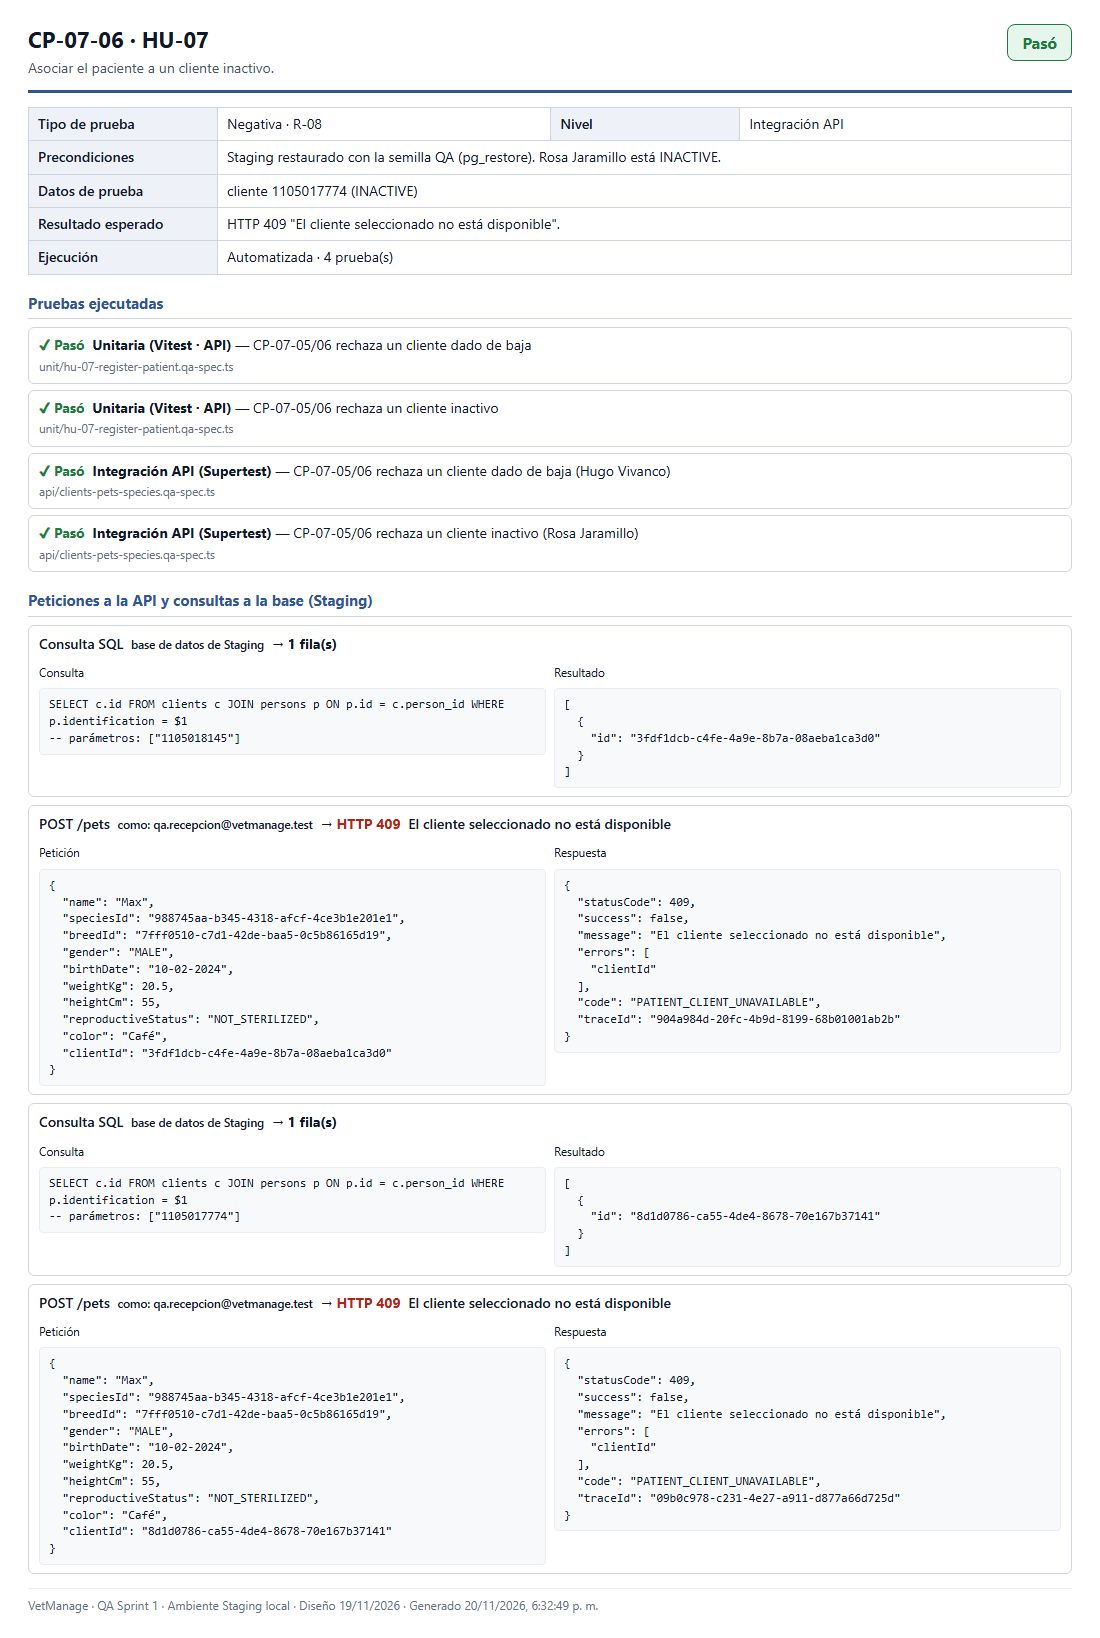 CP-07-06 · HU-07
Pasó
Asociar el paciente a un cliente inactivo.
Tipo de prueba Negativa · R-08 Nivel Integración API
Precondiciones Staging restaurado con la semilla QA (pg_restore). Rosa Jaramillo está INACTIVE.
Datos de prueba cliente 1105017774 (INACTIVE)
Resultado esperado HTTP 409 "El cliente seleccionado no está disponible".
Ejecución Automatizada · 4 prueba(s)
Pruebas ejecutadas
✓ Pasó Unitaria (Vitest · API) — CP-07-05/06 rechaza un cliente dado de baja
unit/hu-07-register-patient.qa-spec.ts
✓ Pasó Unitaria (Vitest · API) — CP-07-05/06 rechaza un cliente inactivo
unit/hu-07-register-patient.qa-spec.ts
✓ Pasó Integración API (Supertest) — CP-07-05/06 rechaza un cliente dado de baja (Hugo Vivanco)
api/clients-pets-species.qa-spec.ts
✓ Pasó Integración API (Supertest) — CP-07-05/06 rechaza un cliente inactivo (Rosa Jaramillo)
api/clients-pets-species.qa-spec.ts
Peticiones a la API y consultas a la base (Staging)
Consulta SQL base de datos de Staging → 1 fila(s)
Consulta
SELECT c.id FROM clients c JOIN persons p ON p.id = c.person_id WHERE
p.identification = $1
-- parámetros: ["1105018145"]
Resultado
[
{
"id": "3fdf1dcb-c4fe-4a9e-8b7a-08aeba1ca3d0"
}
]
POST /pets como: qa.recepcion@vetmanage.test → HTTP 409 El cliente seleccionado no está disponible
Petición
{
"name": "Max",
"speciesId": "988745aa-b345-4318-afcf-4ce3b1e201e1",
"breedId": "7fff0510-c7d1-42de-baa5-0c5b86165d19",
"gender": "MALE",
"birthDate": "10-02-2024",
"weightKg": 20.5,
"heightCm": 55,
"reproductiveStatus": "NOT_STERILIZED",
"color": "Café",
"clientId": "3fdf1dcb-c4fe-4a9e-8b7a-08aeba1ca3d0"
}
Respuesta
{
"statusCode": 409,
"success": false,
"message": "El cliente seleccionado no está disponible",
"errors": [
"clientId"
],
"code": "PATIENT_CLIENT_UNAVAILABLE",
"traceId": "904a984d-20fc-4b9d-8199-68b01001ab2b"
}
Consulta SQL base de datos de Staging → 1 fila(s)
Consulta
SELECT c.id FROM clients c JOIN persons p ON p.id = c.person_id WHERE
p.identification = $1
-- parámetros: ["1105017774"]
Resultado
[
{
"id": "8d1d0786-ca55-4de4-8678-70e167b37141"
}
]
POST /pets como: qa.recepcion@vetmanage.test → HTTP 409 El cliente seleccionado no está disponible
Petición
{
"name": "Max",
"speciesId": "988745aa-b345-4318-afcf-4ce3b1e201e1",
"breedId": "7fff0510-c7d1-42de-baa5-0c5b86165d19",
"gender": "MALE",
"birthDate": "10-02-2024",
"weightKg": 20.5,
"heightCm": 55,
"reproductiveStatus": "NOT_STERILIZED",
"color": "Café",
"clientId": "8d1d0786-ca55-4de4-8678-70e167b37141"
}
Respuesta
{
"statusCode": 409,
"success": false,
"message": "El cliente seleccionado no está disponible",
"errors": [
"clientId"
],
"code": "PATIENT_CLIENT_UNAVAILABLE",
"traceId": "09b0c978-c231-4e27-a911-d877a66d725d"
}
VetManage · QA Sprint 1 · Ambiente Staging local · Diseño 19/11/2026 · Generado 20/11/2026, 6:32:49 p. m.